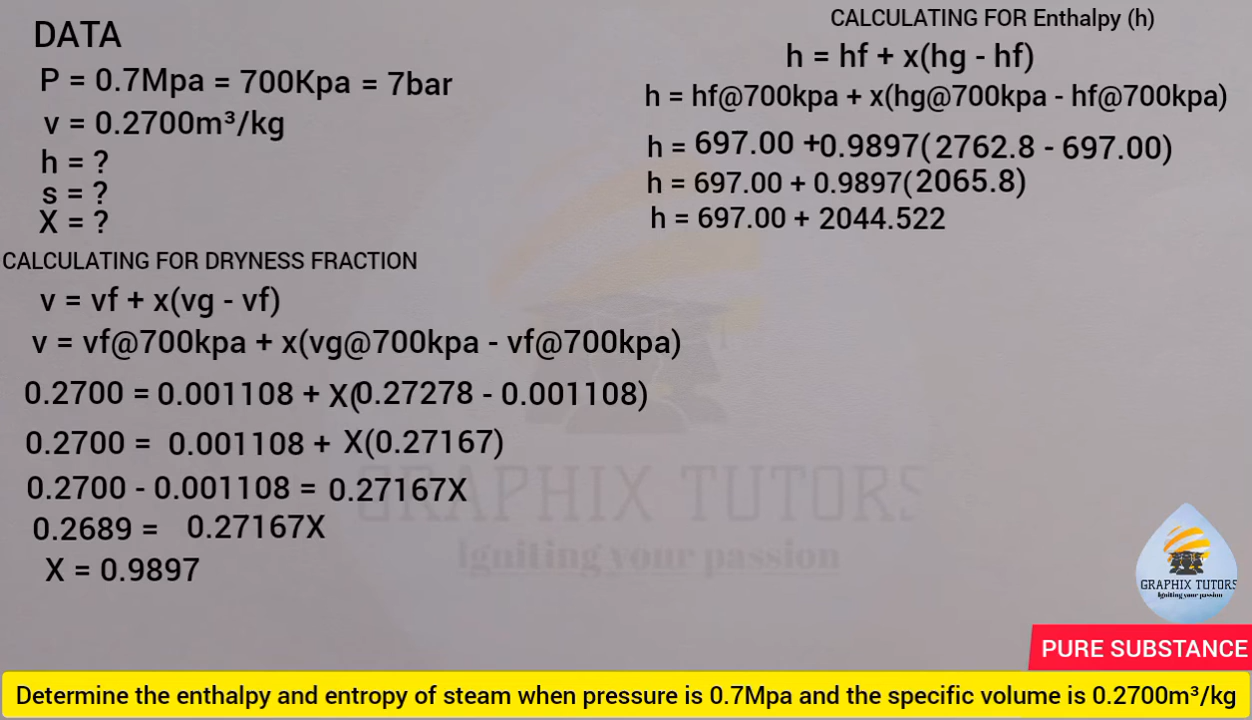 DATA
P = 0.7Mpa = 700Kpa = 7bar
v = 0.2700m³/kg
h = ?
s = ?
X = ?
CALCULATING FOR DRYNESS FRACTION
v = vf + x(vg - vf)
v = vf@700kpa + x(vg@700kpa - vf@700kpa)
0.2700 = 0.001108 + X(0.27278 - 0.001108)
0.2700 = 0.001108 + X(0.27167)
0.2700 - 0.001108 = 0.27167X
0.2689 = 0.27167X
X = 0.9897
CALCULATING FOR Enthalpy (h)
h = hf + x(hg - hf)
h = hf@700kpa + x(hg@700kpa - hf@700kpa)
h = 697.00 +0.9897(2762.8 - 697.00)
h = 697.00 + 0.9897(2065.8)
h = 697.00 + 2044.522
GRAPHIX TUTORS
Igniting your passion
GRAPHIX TUTORS
Igniting your passion
PURE SUBSTANCE
Determine the enthalpy and entropy of steam when pressure is 0.7Mpa and the specific volume is 0.2700m³/kg